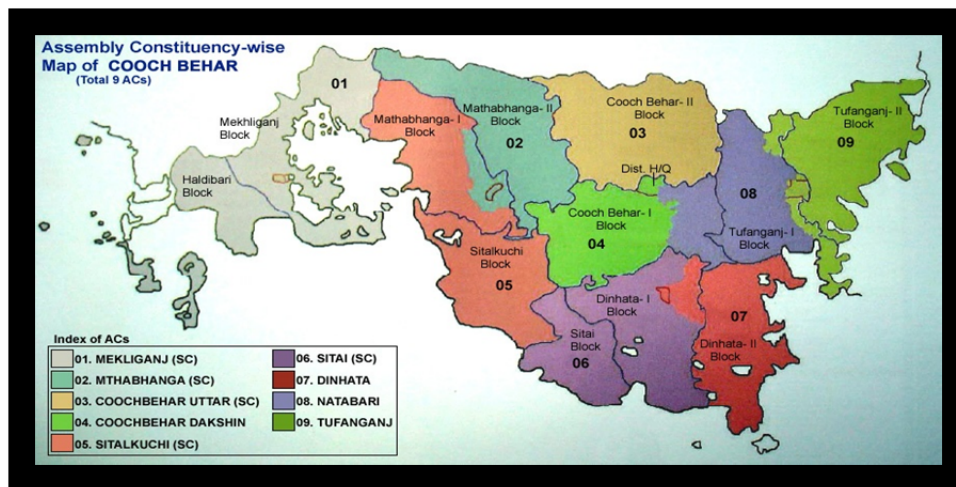 Assembly Constituency-wise
Map of COOCH BEHAR
(Total 9 ACs)
01
Mekhliganj
Block
Haldibari
Block
Mathabhanga- I
Block
Mathabhanga- II
Block
02
Cooch Behar- II
Block
03
Dist. H/Q
Tufanganj- II
Block
09
08
Tufanganj- I
Block
Cooch Behar- I
Block
04
Sitalkuchi
Block
05
Dinhata- I
Block
Sitai
Block
06
07
Dinhata- II
Block
Index of ACs
01. MEKLIGANJ (SC)
02. MTHABHANGA (SC)
03. COOCHBEHAR UTTAR (SC)
04. COOCHBEHAR DAKSHIN
05. SITALKUCHI (SC)
06. SITAI (SC)
07. DINHATA
08. NATABARI
09. TUFANGANJ